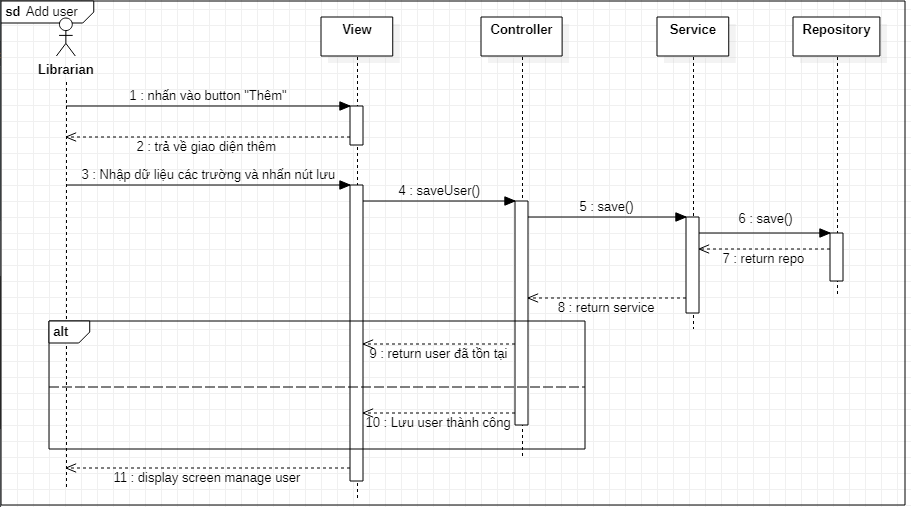 sd Add user
View
Controller
Service
Repository
Librarian
1 : nhấn vào button "Thêm"
2 : trả về giao diện thêm
3 : Nhập dữ liệu các trường và nhấn nút lưu
4 : saveUser()
5 : save()
6 : save()
7 : return repo
8 : return service
alt
9 : return user đã tồn tại
10 : Lưu user thành công
11 : display screen manage user